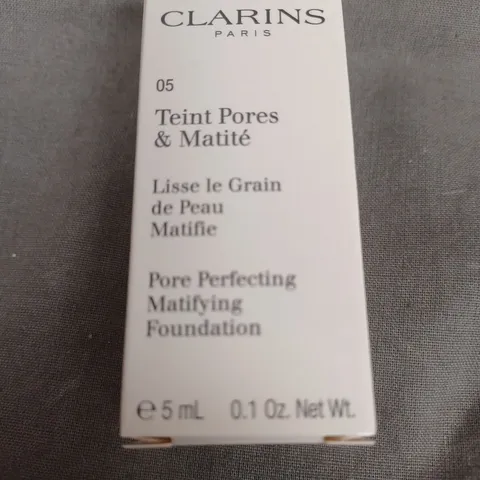 CLARINS
PARIS
05
Teint Pores
& Matité
Lisse le Grain
de Peau
Matifie
Pore Perfecting
Matifying
Foundation
℮ 5 mL 0.1 Oz. Net Wt.